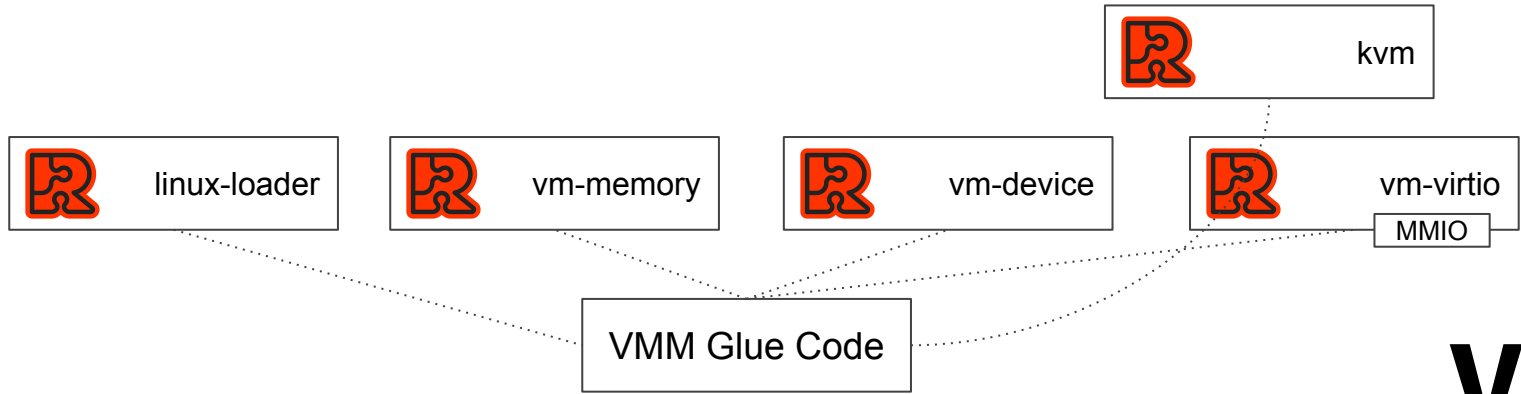 kvm
linux-loader
vm-memory
vm-device
vm-virtio
MMIO
VMM Glue Code